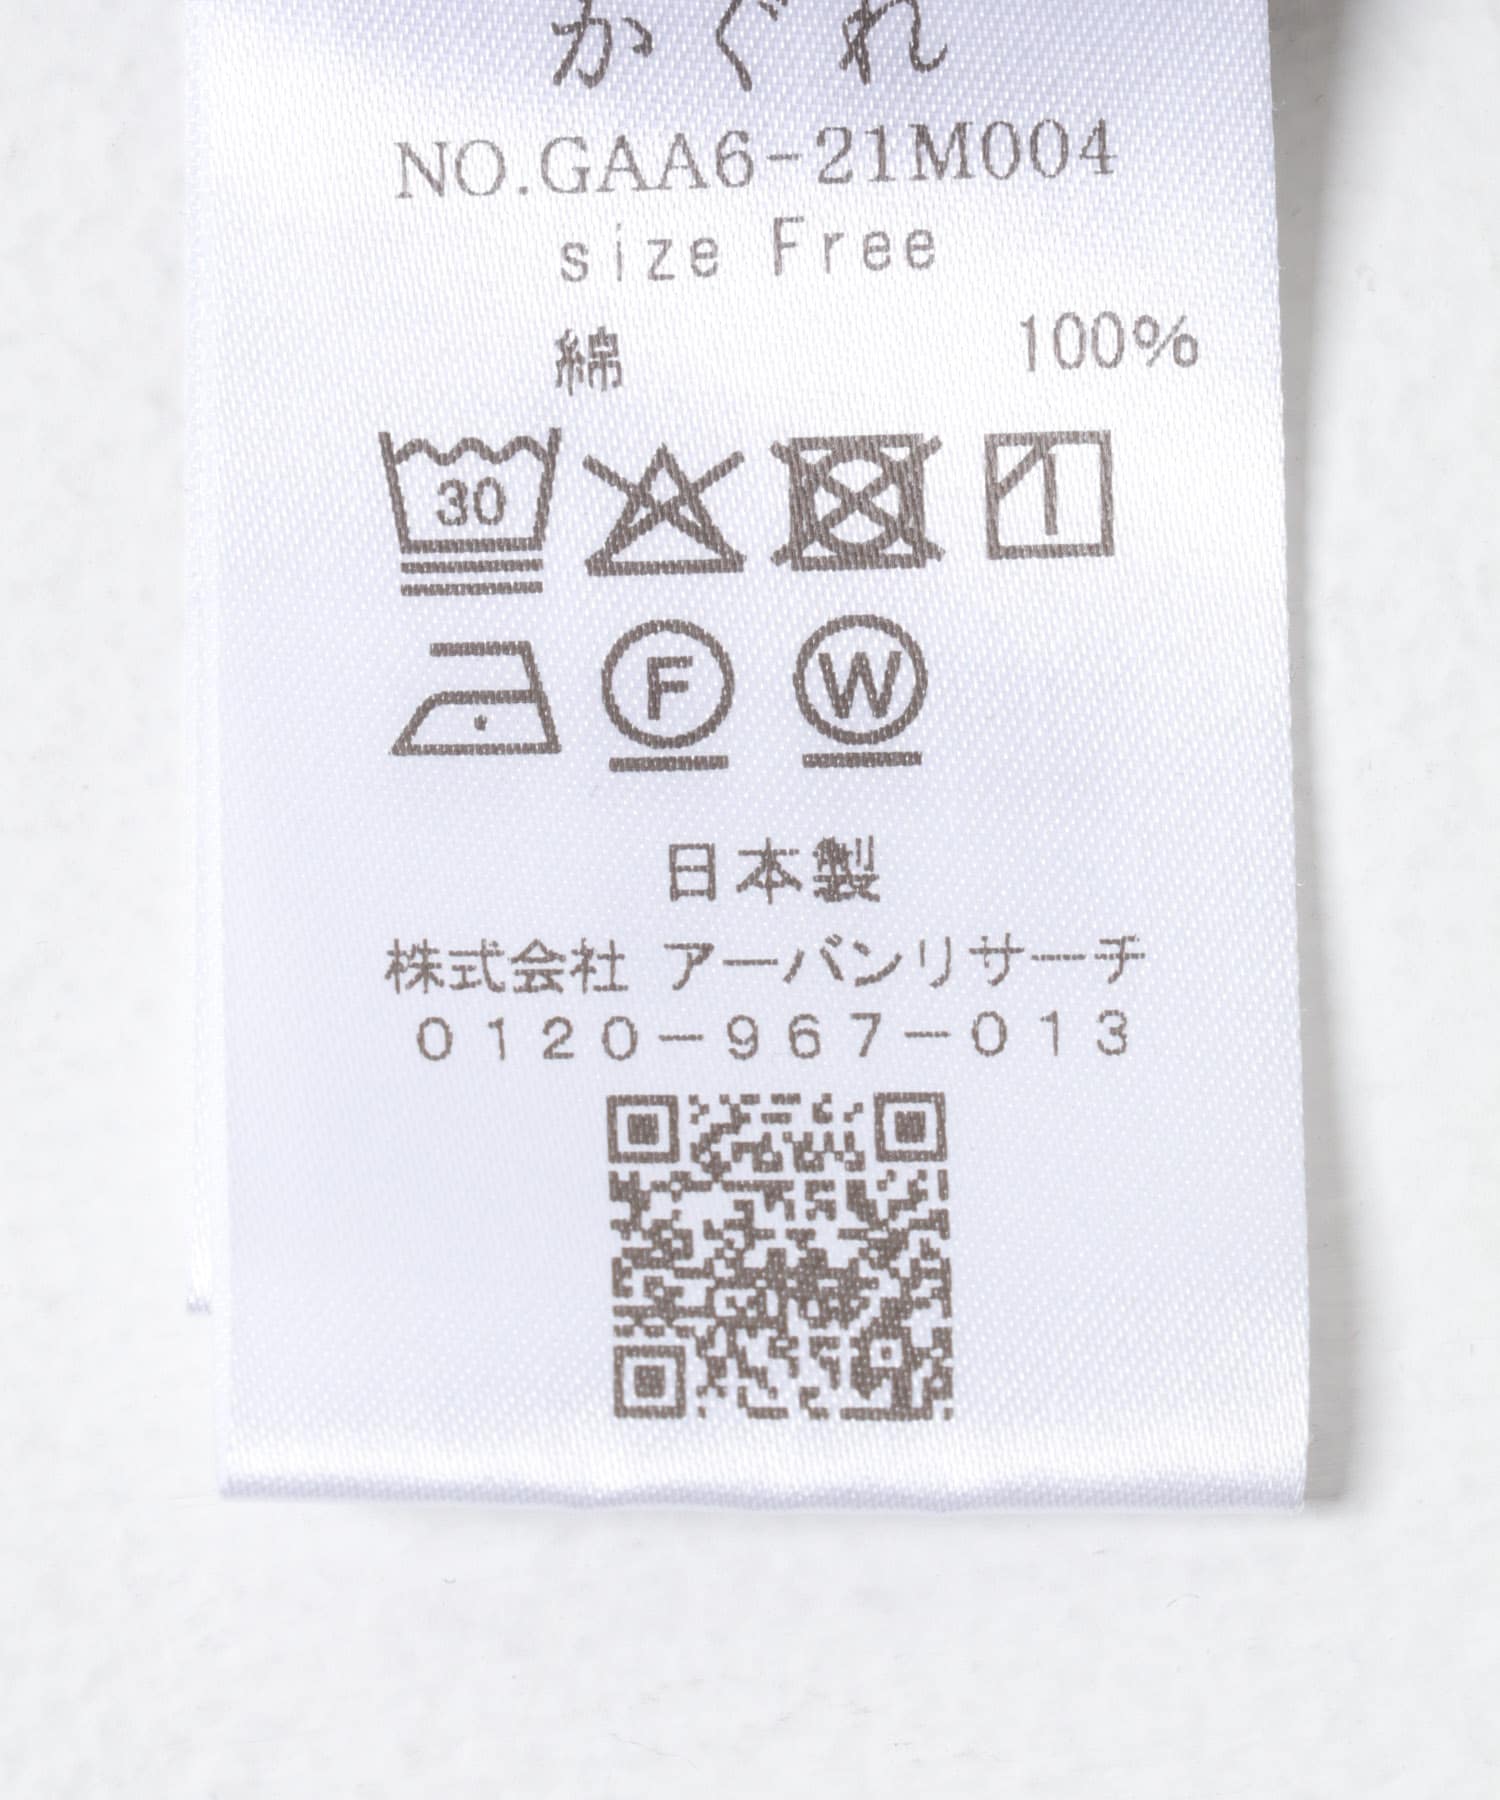 かぐれ
NO.GAA6-21M004
size Free
綿 100%
30
F W
日本製
株式会社 アーバンリサーチ
0120-967-013